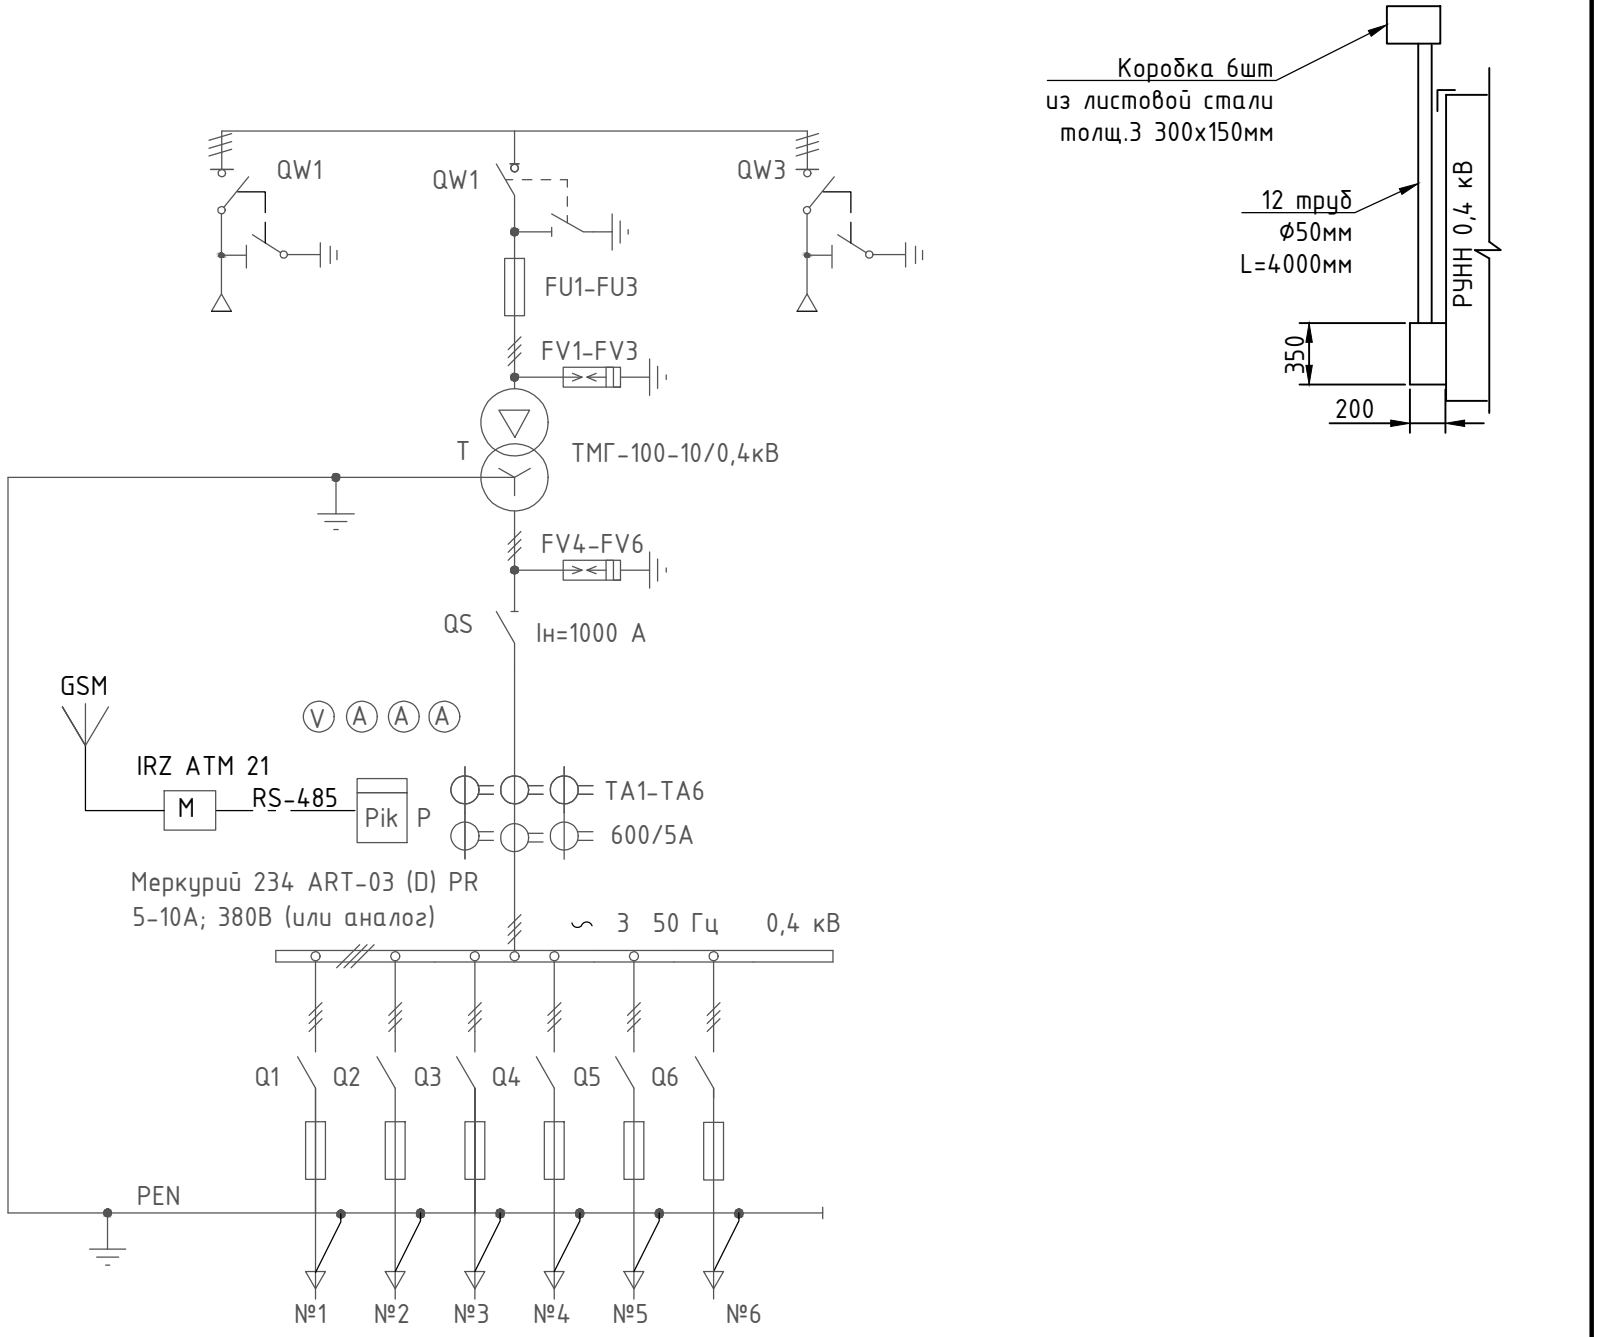 Коробка 6шт
из листовой стали
толщ.3 300х150мм
12 труб
Ф50мм
L=4000мм
РУНН 0,4 кВ
350
200
QW1
QW1
QW3
FU1-FU3
FV1-FV3
T
ТМГ-100-10/0,4кВ
FV4-FV6
QS
Iн=1000 А
GSM
V
A
A
A
IRZ ATM 21
M
RS-485
Pik
P
TA1-TA6
600/5А
Меркурий 234 ART-03 (D) PR
5-10А; 380В (или аналог)
~ 3 50 Гц 0,4 кВ
Q1
Q2
Q3
Q4
Q5
Q6
PEN
№1
№2
№3
№4
№5
№6